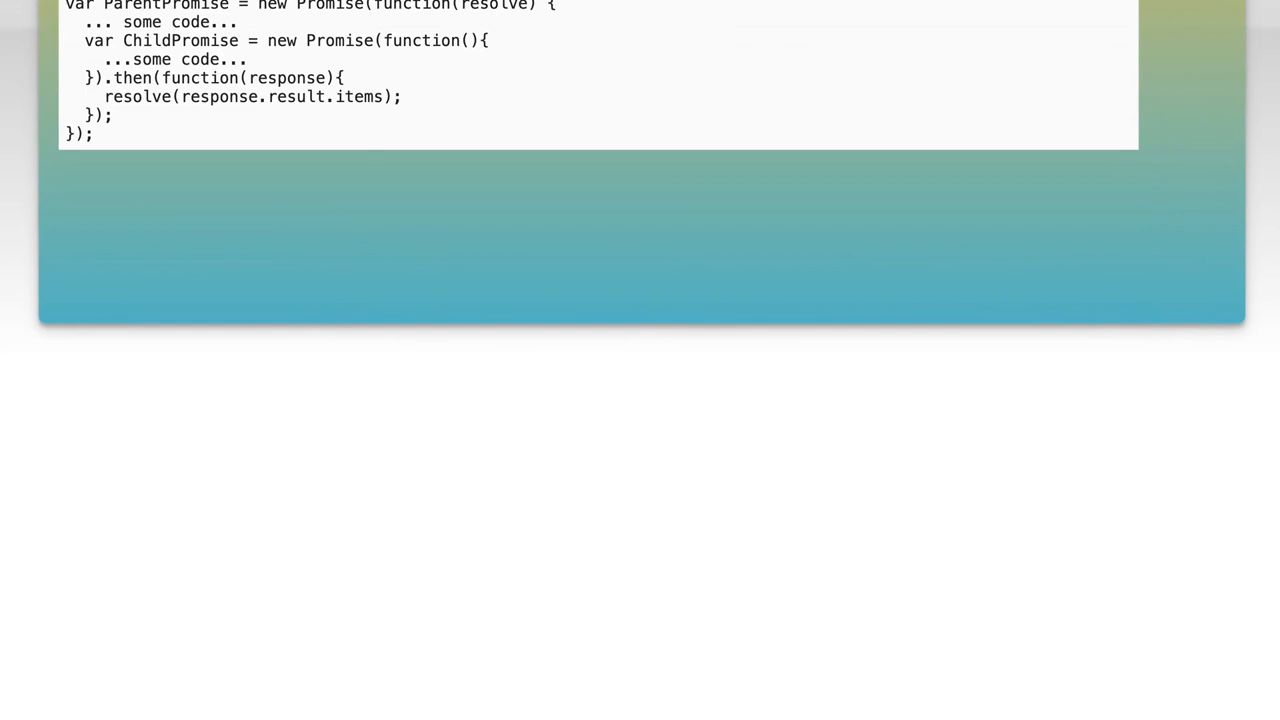 var ParentPromise = new Promise(function(resolve) {
... some code...
var ChildPromise = new Promise(function(){
...some code...
}).then(function(response){
resolve(response.result.items);
});
});